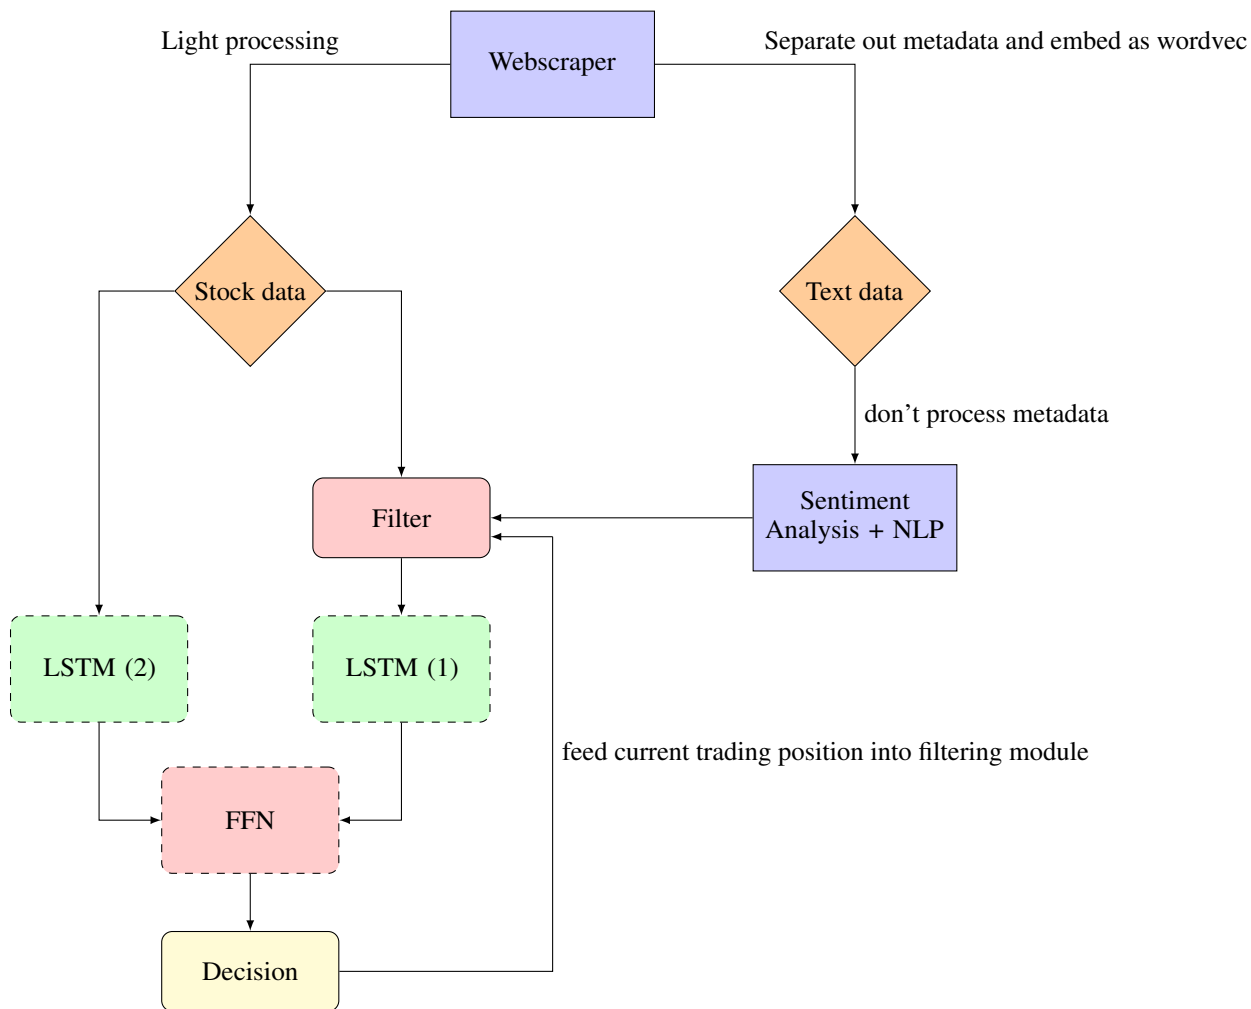 Light processing
Webscraper
Separate out metadata and embed as wordvec
Stock data
Text data
don't process metadata
Filter
Sentiment
Analysis + NLP
LSTM (2)
LSTM (1)
feed current trading position into filtering module
FFN
Decision